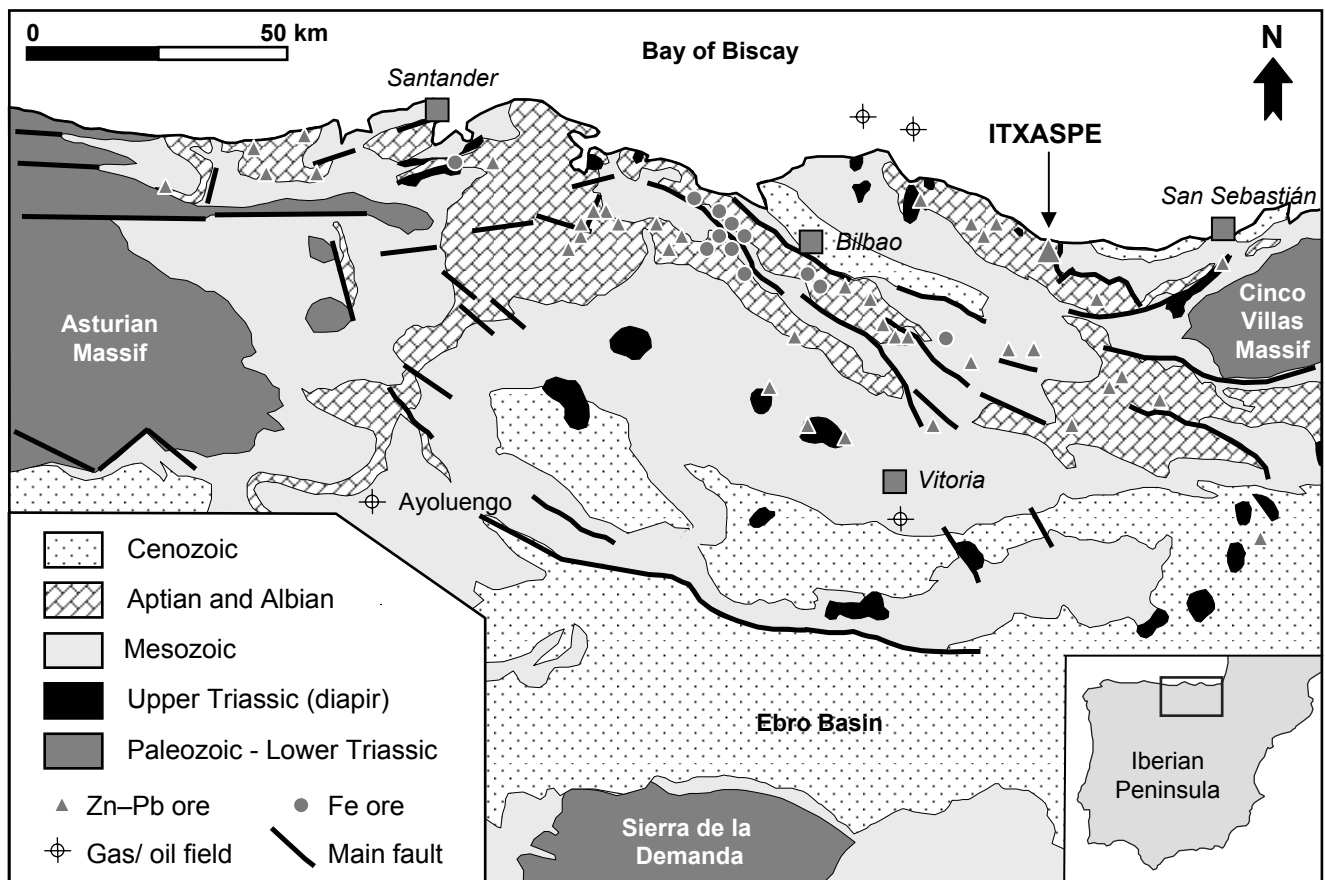 0
50 km
Bay of Biscay
N
Santander
ITXASPE
San Sebastián
Bilbao
Asturian
Massif
Cinco
Villas
Massif
Vitoria
Ayoluengo
Cenozoic
Aptian and Albian
Mesozoic
Upper Triassic (diapir)
Paleozoic - Lower Triassic
Zn–Pb ore
Fe ore
Gas/ oil field
Main fault
Ebro Basin
Sierra de la
Demanda
Iberian
Peninsula